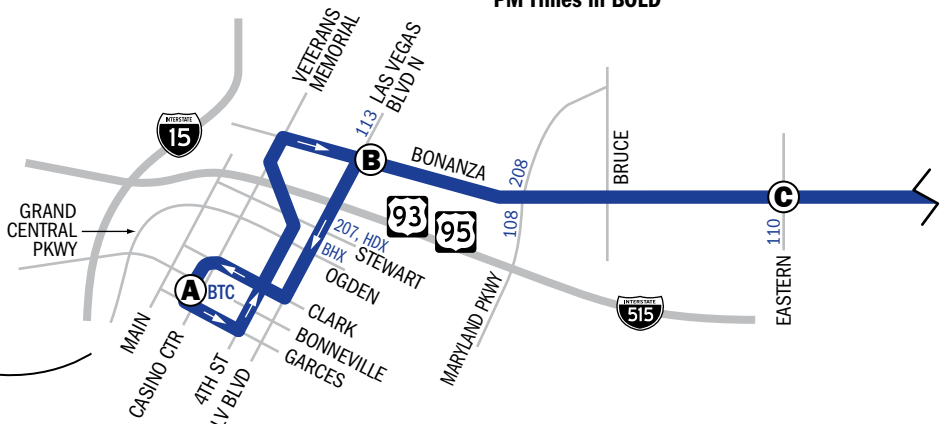 PM Times in BOLD
VETERANS
MEMORIAL
LAS VEGAS
BLVD N
113
INTERSTATE
15
B
BONANZA
208
BRUCE
C
GRAND
CENTRAL
PKWY
93
95
108
110
EASTERN
207, HDX
STEWART
BHX
OGDEN
A
BTC
CLARK
BONNEVILLE
GARCES
MAIN
CASINO CTR
4TH ST
LV BLVD
MARYLAND PKWY
INTERSTATE
515